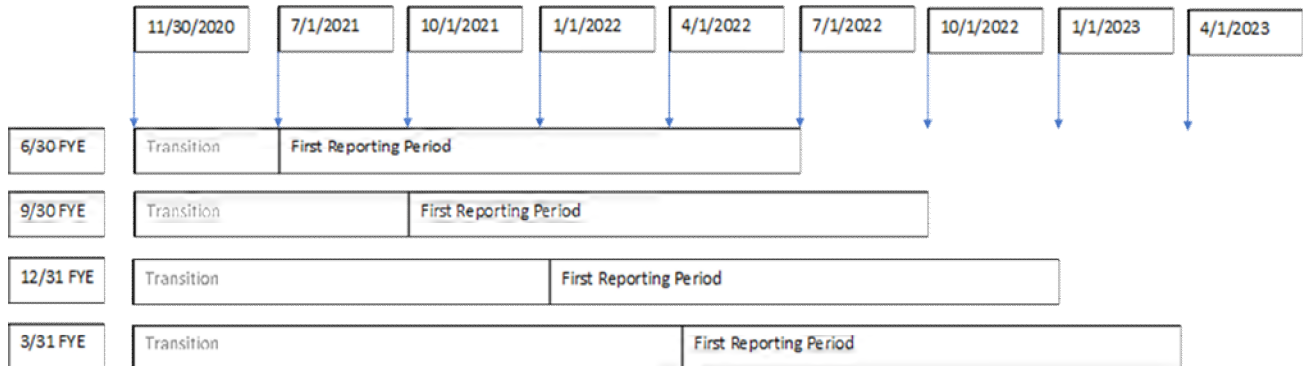 11/30/2020 7/1/2021 10/1/2021 1/1/2022 4/1/2022 7/1/2022 10/1/2022 1/1/2023 4/1/2023
6/30 FYE Transition First Reporting Period
9/30 FYE Transition First Reporting Period
12/31 FYE Transition First Reporting Period
3/31 FYE Transition First Reporting Period